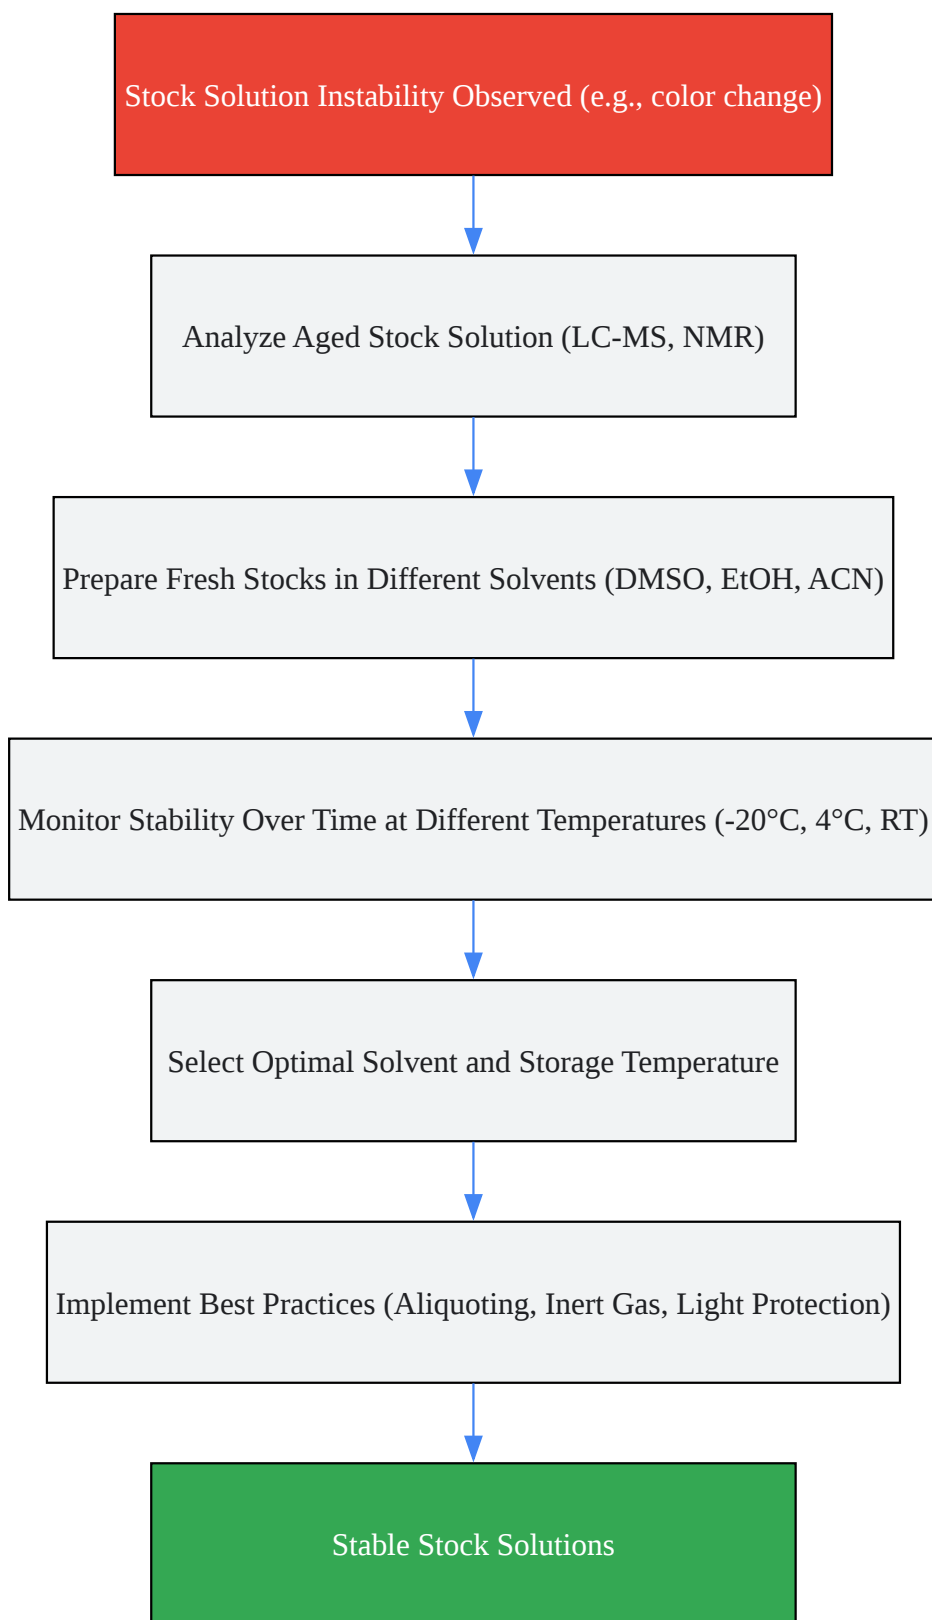 Stock Solution Instability Observed (e.g., color change)
Analyze Aged Stock Solution (LC-MS, NMR)
Prepare Fresh Stocks in Different Solvents (DMSO, EtOH, ACN)
Monitor Stability Over Time at Different Temperatures (-20°C, 4°C, RT)
Select Optimal Solvent and Storage Temperature
Implement Best Practices (Aliquoting, Inert Gas, Light Protection)
Stable Stock Solutions